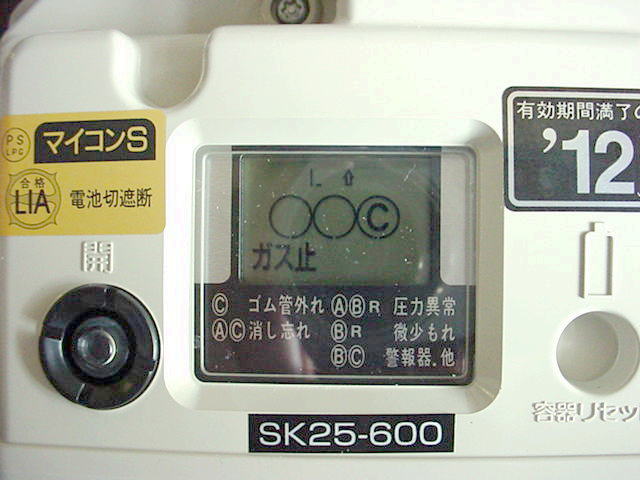 PS
LPG
マイコンS
合格
LIA
電池切遮断
開
L ⇧
◯◯Ⓒ
ガス止
Ⓒ ゴム管外れ ⒶⒷR 圧力異常
ⒶⒸ消し忘れ ⒷR 微少もれ
ⒷⒸ 警報器.他
SK25-600
有効期間満了の
'12
容器リセッ